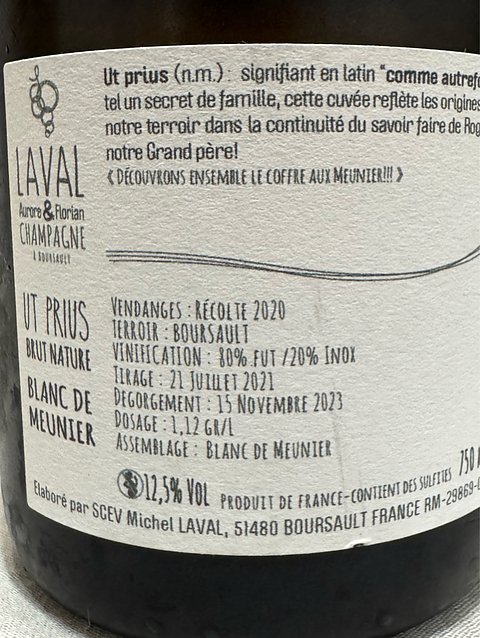 Ut prius (n.m.) : signifiant en latin "comme autref
tel un secret de famille, cette cuvée reflète les origines
notre terroir dans la continuité du savoir faire de Rog
notre Grand père!
« DÉCOUVRONS ENSEMBLE LE COFFRE AUX MEUNIER!!! »
LAVAL
Aurore & Florian
CHAMPAGNE
À BOURSAULT
UT PRIUS
BRUT NATURE
BLANC DE
MEUNIER
VENDANGES : RÉCOLTE 2020
TERROIR : BOURSAULT
VINIFICATION : 80% FUT /20% INOX
TIRAGE : 21 JUILLET 2021
DEGORGEMENT : 15 NOVEMBRE 2023
DOSAGE : 1,12 GR/L
ASSEMBLAGE : BLANC DE MEUNIER
12,5% VOL PRODUIT DE FRANCE-CONTIENT DES SULFITES 750
Elaboré par SCEV Michel LAVAL, 51480 BOURSAULT FRANCE RM-29869-